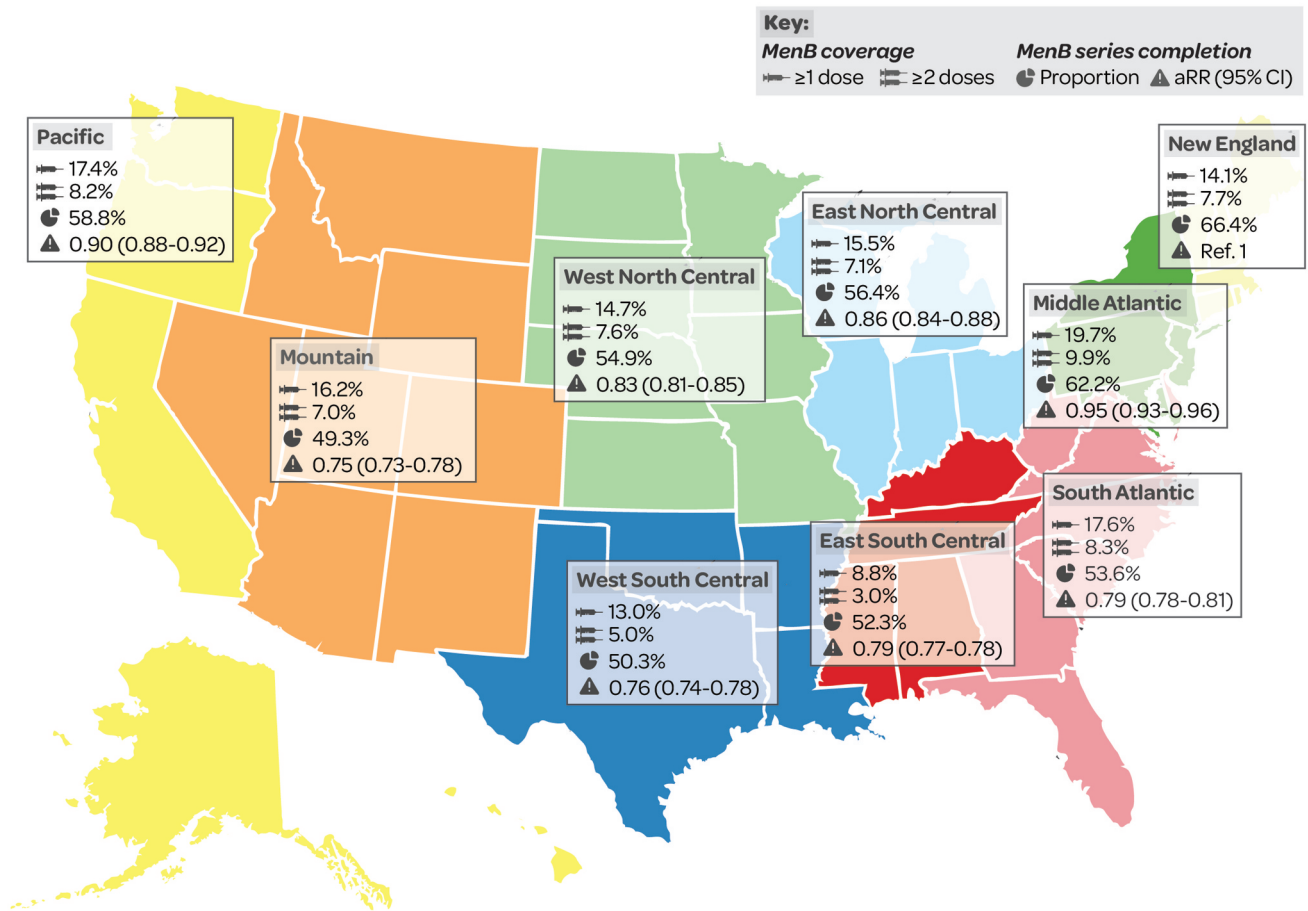 Key:
MenB coverage
≥1 dose ≥2 doses
MenB series completion
Proportion aRR (95% CI)
Pacific
17.4%
8.2%
58.8%
0.90 (0.88-0.92)
Mountain
16.2%
7.0%
49.3%
0.75 (0.73-0.78)
West North Central
14.7%
7.6%
54.9%
0.83 (0.81-0.85)
East North Central
15.5%
7.1%
56.4%
0.86 (0.84-0.88)
New England
14.1%
7.7%
66.4%
Ref. 1
Middle Atlantic
19.7%
9.9%
62.2%
0.95 (0.93-0.96)
West South Central
13.0%
5.0%
50.3%
0.76 (0.74-0.78)
East South Central
8.8%
3.0%
52.3%
0.79 (0.77-0.78)
South Atlantic
17.6%
8.3%
53.6%
0.79 (0.78-0.81)